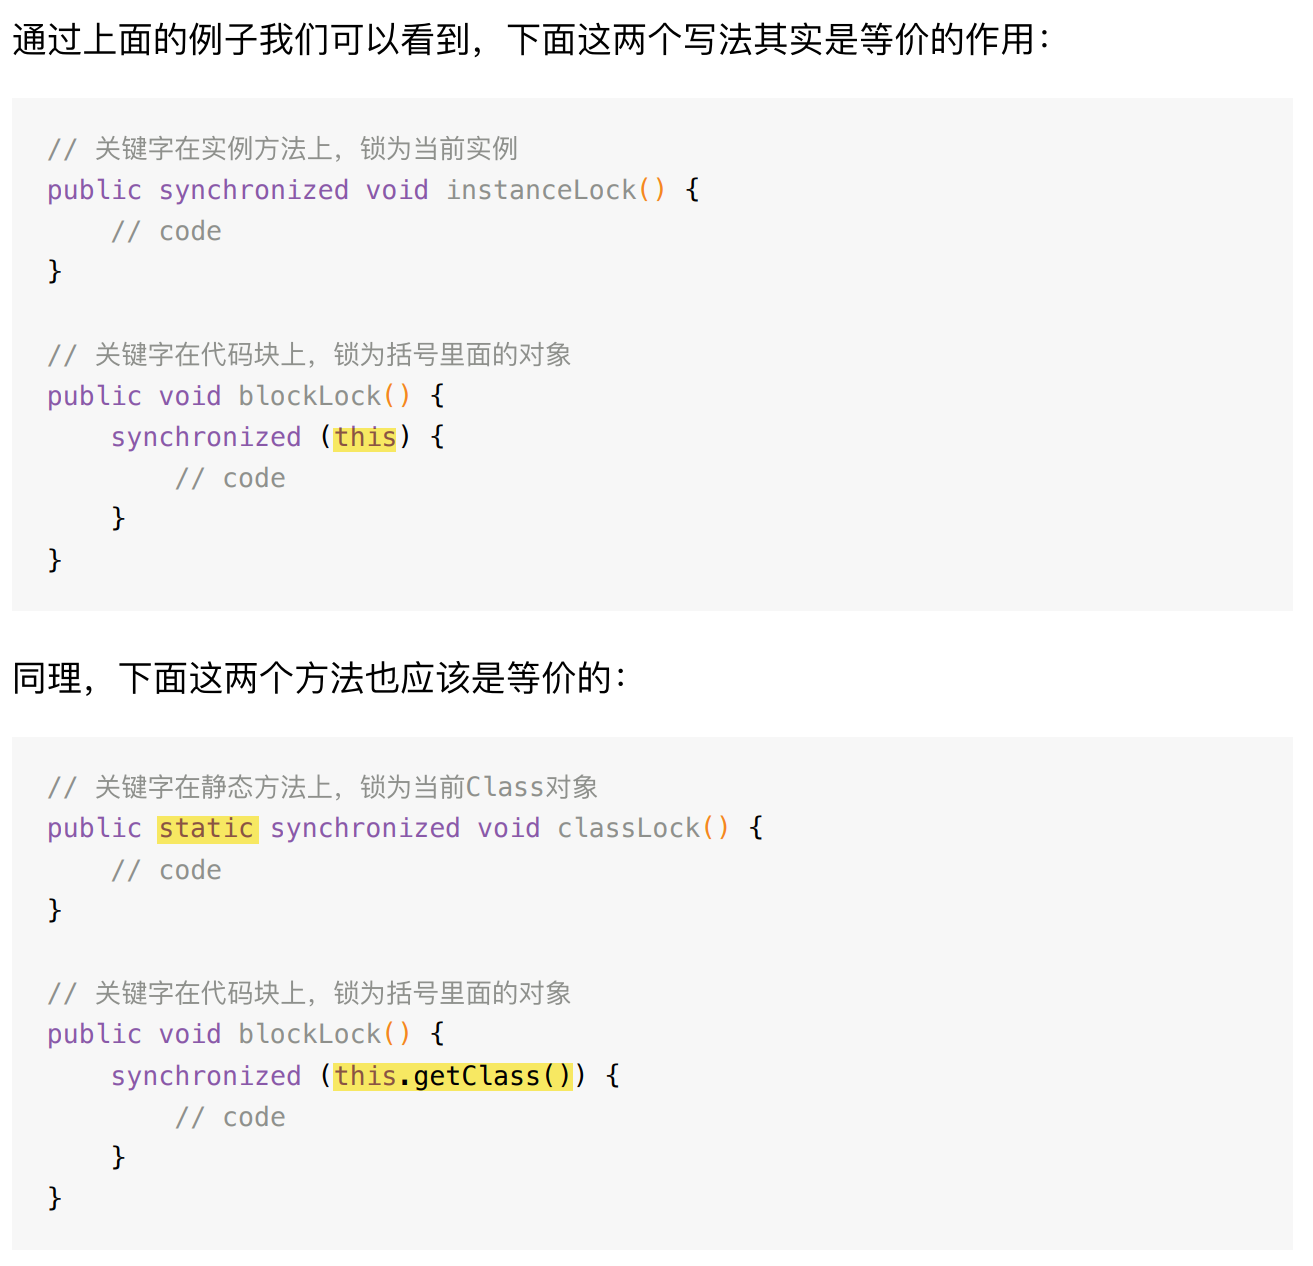 通过上面的例子我们可以看到，下面这两个写法其实是等价的作用：
// 关键字在实例方法上，锁为当前实例
public synchronized void instanceLock() {
    // code
}
// 关键字在代码块上，锁为括号里面的对象
public void blockLock() {
    synchronized (this) {
        // code
    }
}
同理，下面这两个方法也应该是等价的：
// 关键字在静态方法上，锁为当前Class对象
public static synchronized void classLock() {
    // code
}
// 关键字在代码块上，锁为括号里面的对象
public void blockLock() {
    synchronized (this.getClass()) {
        // code
    }
}